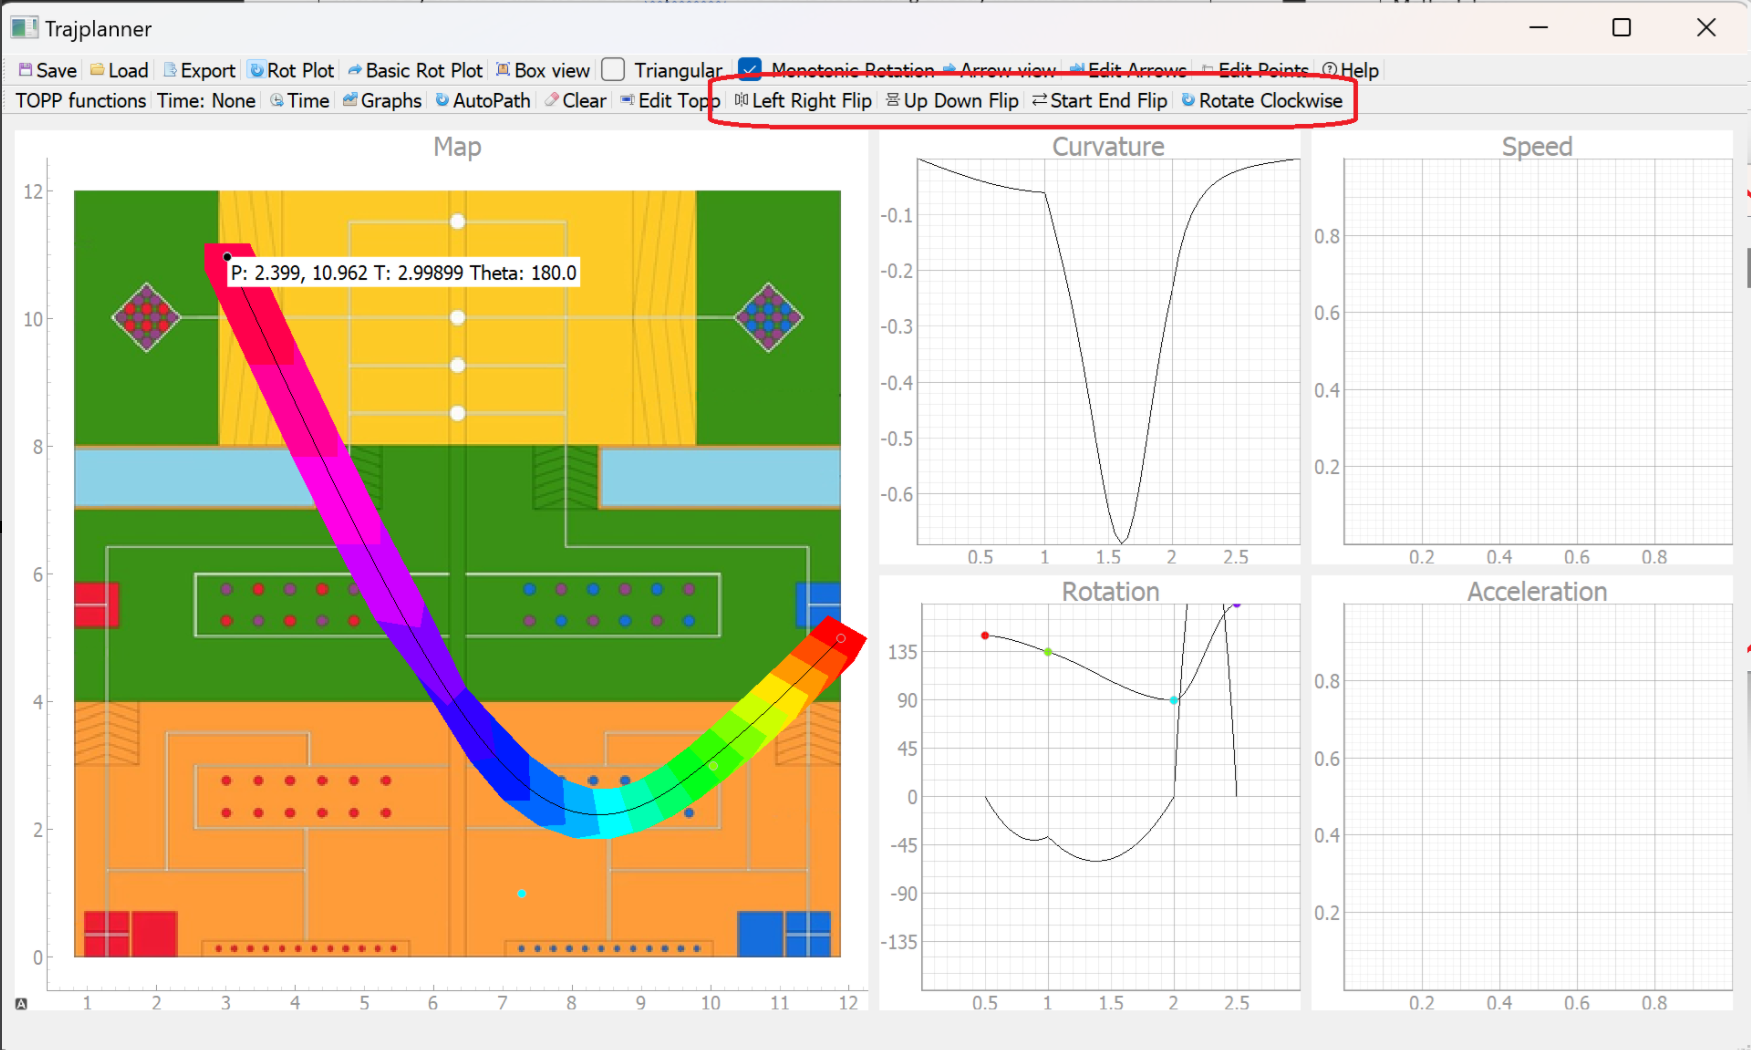 Trajplanner
Save Load Export Rot Plot Basic Rot Plot Box view Triangular Monotonic Rotation Arrow view Edit Arrows Edit Points Help
TOPP functions Time: None Time Graphs AutoPath Clear Edit Topp Left Right Flip Up Down Flip Start End Flip Rotate Clockwise
Map
12
10
8
6
4
2
0
1 2 3 4 5 6 7 8 9 10 11 12
P: 2.399, 10.962 T: 2.99899 Theta: 180.0
A
Curvature
-0.1
-0.2
-0.3
-0.4
-0.5
-0.6
0.5 1 1.5 2 2.5
Speed
0.8
0.6
0.4
0.2
0.2 0.4 0.6 0.8
Rotation
135
90
45
0
-45
-90
-135
0.5 1 1.5 2 2.5
Acceleration
0.8
0.6
0.4
0.2
0.2 0.4 0.6 0.8